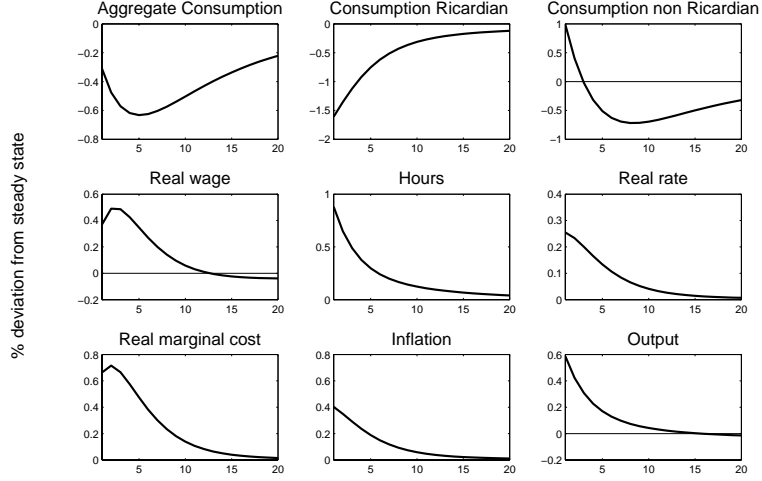 Aggregate Consumption
0
−0.2
−0.4
−0.6
−0.8
5 10 15 20
Consumption Ricardian
0
−0.5
−1
−1.5
−2
5 10 15 20
Consumption non Ricardian
1
0
−1
5 10 15 20
% deviation from steady state
Real wage
0.6
0.4
0.2
0
−0.2
5 10 15 20
Hours
1
0.5
0
5 10 15 20
Real rate
0.4
0.3
0.2
0.1
0
5 10 15 20
Real marginal cost
0.8
0.6
0.4
0.2
0
5 10 15 20
Inflation
0.8
0.6
0.4
0.2
0
5 10 15 20
Output
0.6
0.4
0.2
0
−0.2
5 10 15 20